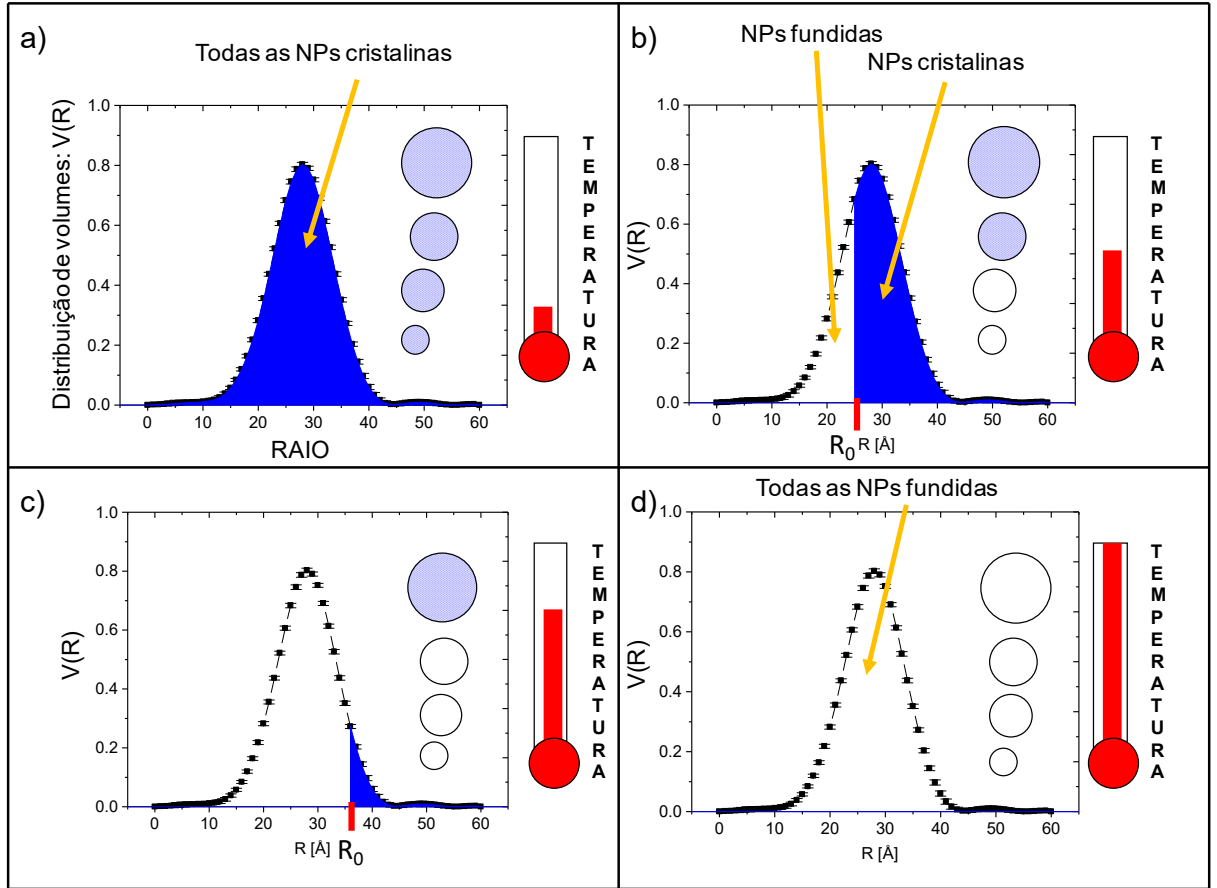 a)
Todas as NPs cristalinas
Distribuição de volumes: V(R)
1.0
0.8
0.6
0.4
0.2
0.0
0 10 20 30 40 50 60
RAIO
TEMPERATURA
b)
NPs fundidas
NPs cristalinas
V(R)
1.0
0.8
0.6
0.4
0.2
0.0
0 10 20 30 40 50 60
R₀ R [Å]
TEMPERATURA
c)
V(R)
1.0
0.8
0.6
0.4
0.2
0.0
0 10 20 30 40 50 60
R [Å] R₀
TEMPERATURA
d)
Todas as NPs fundidas
V(R)
1.0
0.8
0.6
0.4
0.2
0.0
0 10 20 30 40 50 60
R [Å]
TEMPERATURA